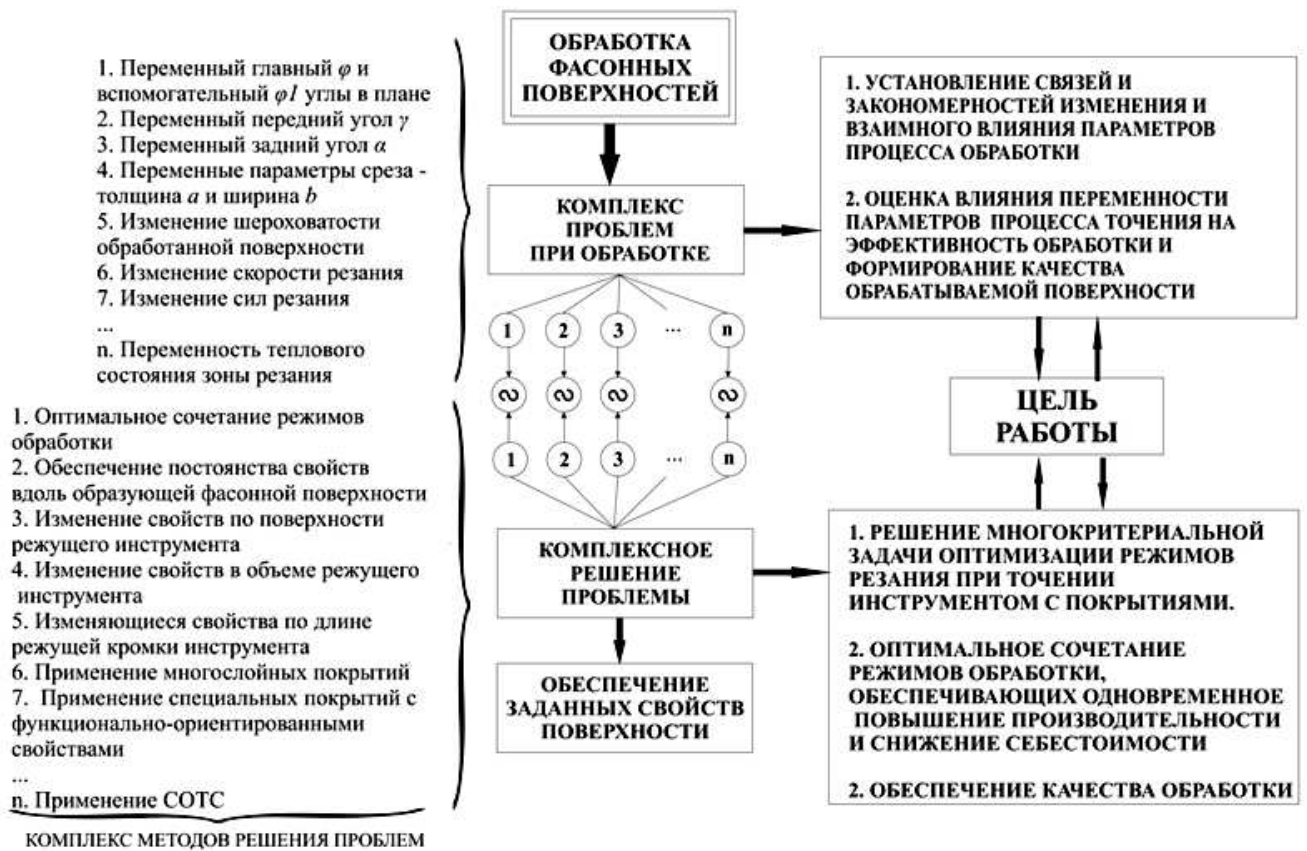 1. Переменный главный φ и
вспомогательный φ1 углы в плане
2. Переменный передний угол γ
3. Переменный задний угол α
4. Переменные параметры среза -
толщина a и ширина b
5. Изменение шероховатости
обработанной поверхности
6. Изменение скорости резания
7. Изменение сил резания
...
n. Переменность теплового
состояния зоны резания
1. Оптимальное сочетание режимов
обработки
2. Обеспечение постоянства свойств
вдоль образующей фасонной поверхности
3. Изменение свойств по поверхности
режущего инструмента
4. Изменение свойств в объеме режущего
инструмента
5. Изменяющиеся свойства по длине
режущей кромки инструмента
6. Применение многослойных покрытий
7. Применение специальных покрытий с
функционально-ориентированными
свойствами
...
n. Применение СОТС
КОМПЛЕКС МЕТОДОВ РЕШЕНИЯ ПРОБЛЕМ
ОБРАБОТКА
ФАСОННЫХ
ПОВЕРХНОСТЕЙ
КОМПЛЕКС
ПРОБЛЕМ
ПРИ ОБРАБОТКЕ
1 2 3 ... n
1 2 3 ... n
КОМПЛЕКСНОЕ
РЕШЕНИЕ
ПРОБЛЕМЫ
ОБЕСПЕЧЕНИЕ
ЗАДАННЫХ СВОЙСТВ
ПОВЕРХНОСТИ
1. УСТАНОВЛЕНИЕ СВЯЗЕЙ И
ЗАКОНОМЕРНОСТЕЙ ИЗМЕНЕНИЯ И
ВЗАИМНОГО ВЛИЯНИЯ ПАРАМЕТРОВ
ПРОЦЕССА ОБРАБОТКИ
2. ОЦЕНКА ВЛИЯНИЯ ПЕРЕМЕННОСТИ
ПАРАМЕТРОВ ПРОЦЕССА ТОЧЕНИЯ НА
ЭФФЕКТИВНОСТЬ ОБРАБОТКИ И
ФОРМИРОВАНИЕ КАЧЕСТВА
ОБРАБАТЫВАЕМОЙ ПОВЕРХНОСТИ
ЦЕЛЬ
РАБОТЫ
1. РЕШЕНИЕ МНОГОКРИТЕРИАЛЬНОЙ
ЗАДАЧИ ОПТИМИЗАЦИИ РЕЖИМОВ
РЕЗАНИЯ ПРИ ТОЧЕНИИ
ИНСТРУМЕНТОМ С ПОКРЫТИЯМИ.
2. ОПТИМАЛЬНОЕ СОЧЕТАНИЕ
РЕЖИМОВ ОБРАБОТКИ,
ОБЕСПЕЧИВАЮЩИХ ОДНОВРЕМЕННОЕ
ПОВЫШЕНИЕ ПРОИЗВОДИТЕЛЬНОСТИ
И СНИЖЕНИЕ СЕБЕСТОИМОСТИ
2. ОБЕСПЕЧЕНИЕ КАЧЕСТВА ОБРАБОТКИ